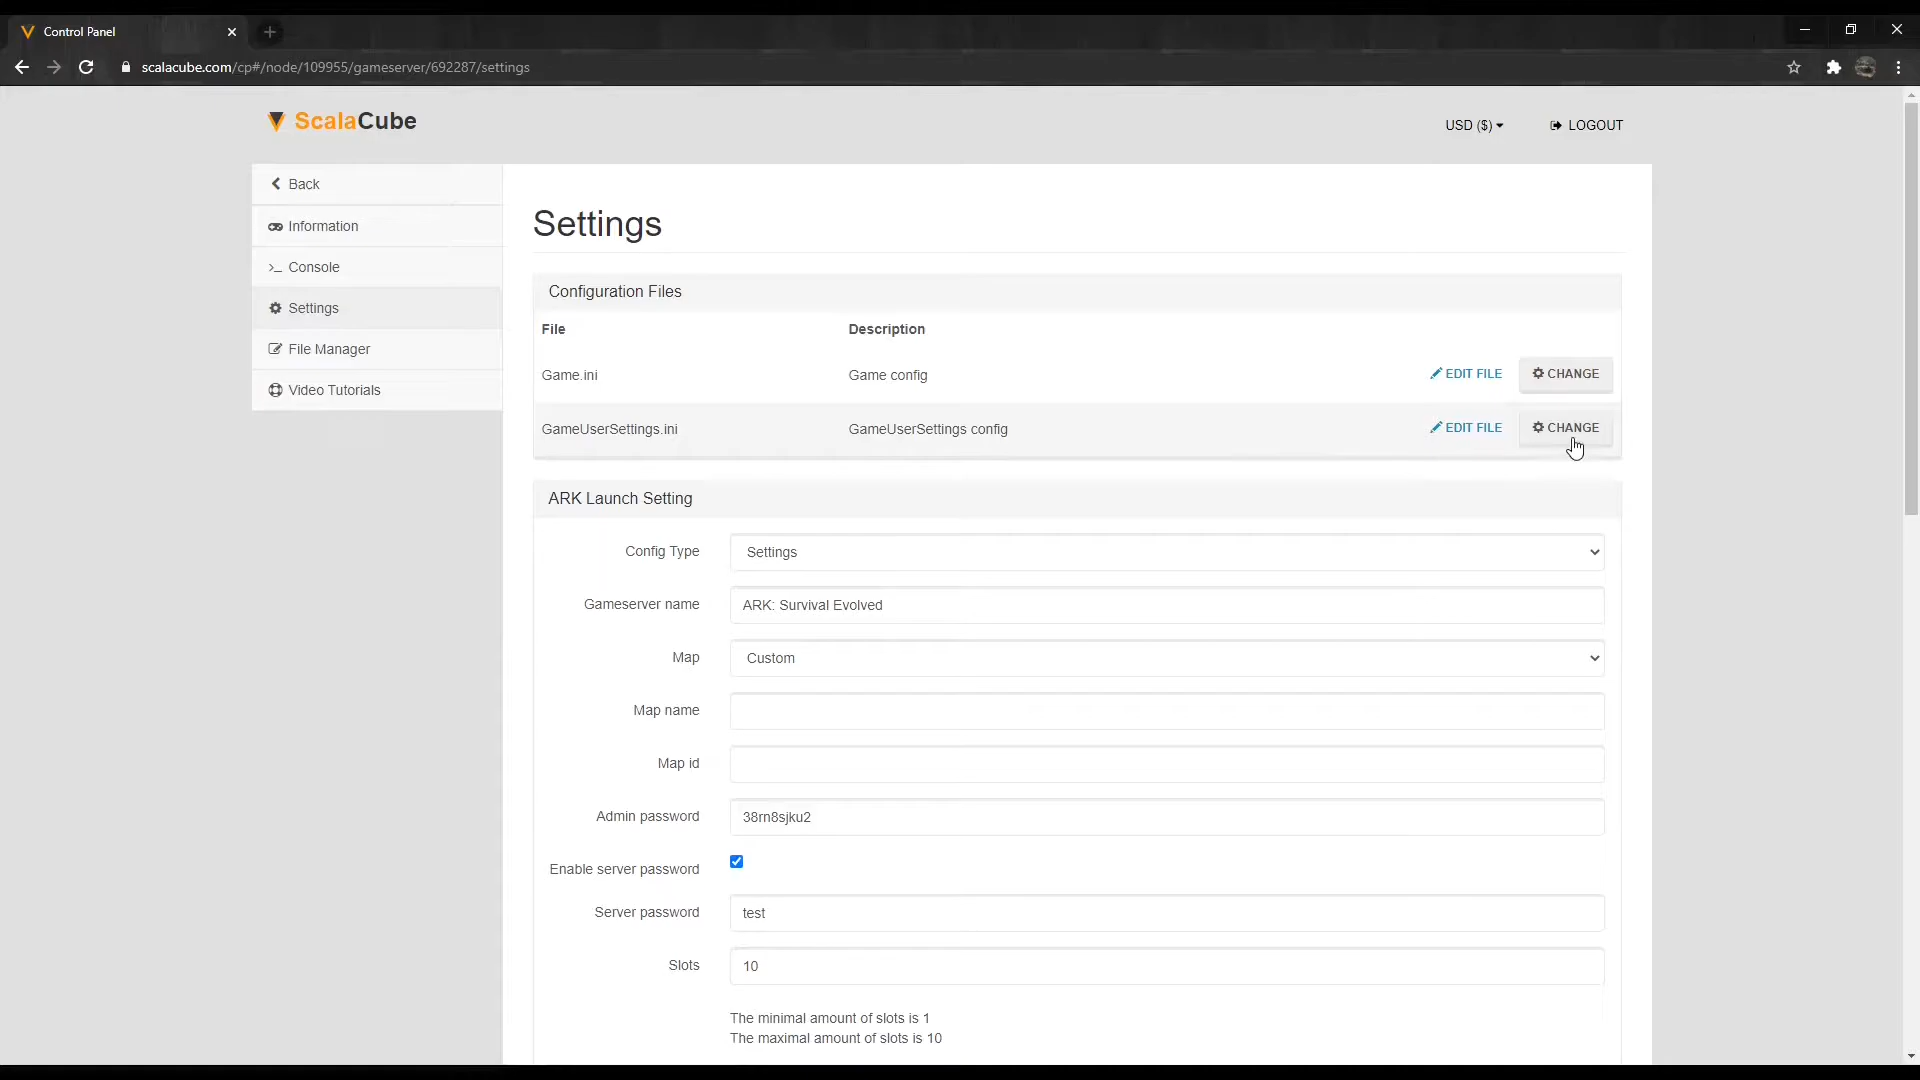 Control Panel
scalacube.com/cp#/node/109955/gameserver/692287/settings
ScalaCube
USD ($)
LOGOUT
Back
Information
Console
Settings
File Manager
Video Tutorials
Settings
Configuration Files
File Description
Game.ini Game config EDIT FILE CHANGE
GameUserSettings.ini GameUserSettings config EDIT FILE CHANGE
ARK Launch Setting
Config Type Settings
Gameserver name ARK: Survival Evolved
Map Custom
Map name
Map id
Admin password 38rn8sjku2
Enable server password
Server password test
Slots 10
The minimal amount of slots is 1
The maximal amount of slots is 10